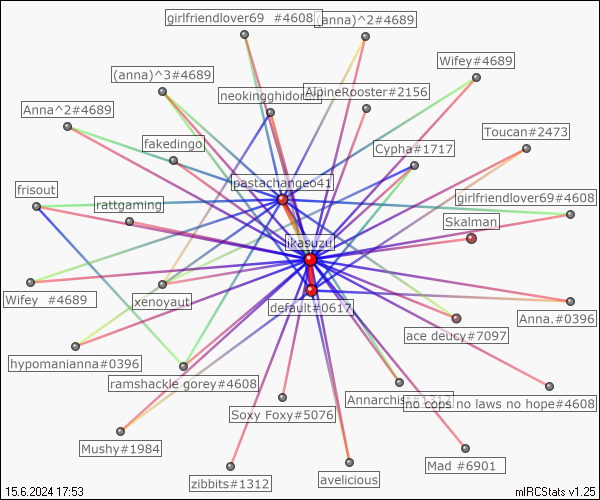 girlfriendlover69 #4608
(anna)^2#4689
Wifey#4689
(anna)^3#4689
neokingghidorah
AlpineRooster#2156
Anna^2#4689
Toucan#2473
fakedingo
Cypha#1717
pastachangeo41
frisout
rattgaming
girlfriendlover69#4608
Skalman
ikasuzu
Wifey #4689
xenoyaut
default#0617
Anna.#0396
ace deucy#7097
hypomanianna#0396
ramshackle gorey#4608
Soxy Foxy#5076
no cops no laws no hope#4608
Mushy#1984
Mad #6901
zibbits#1312
avelicious
15.6.2024 17:53
mIRCStats v1.25